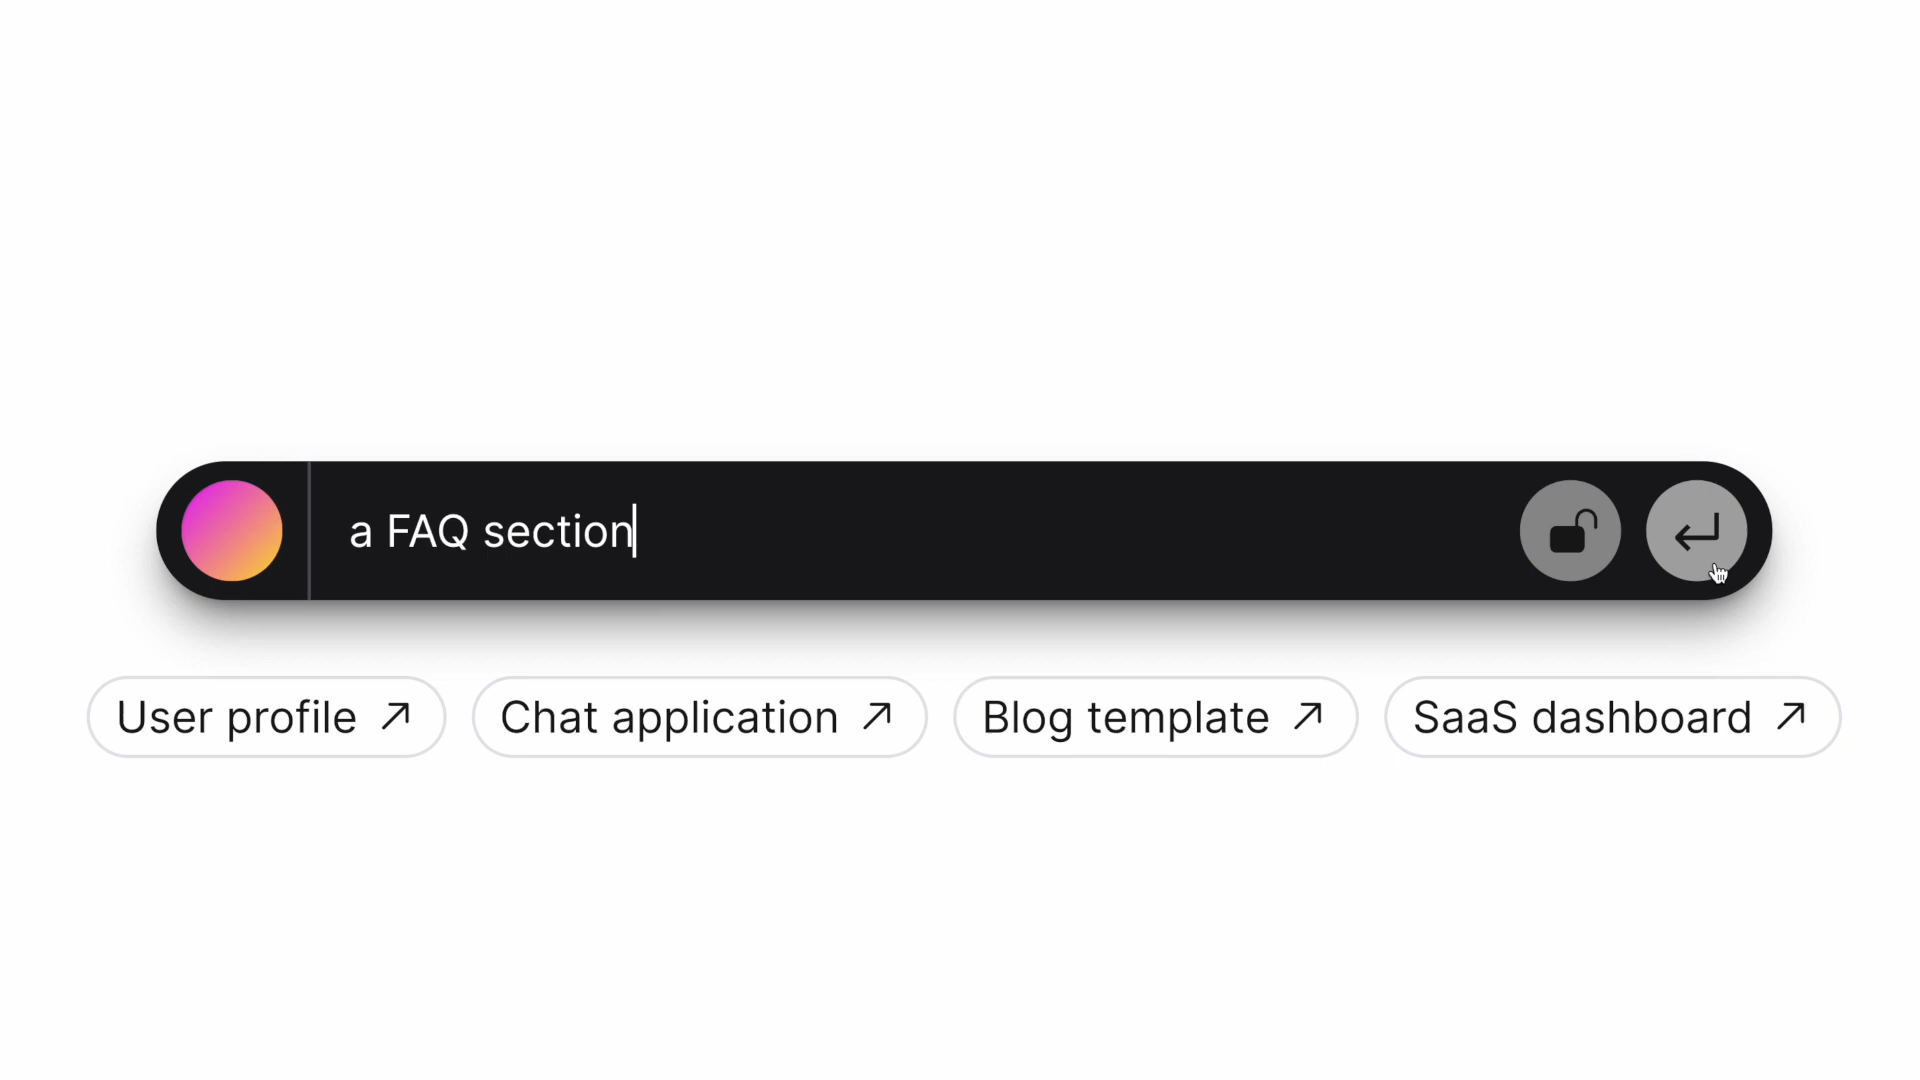 a FAQ section
User profile
Chat application
Blog template
SaaS dashboard